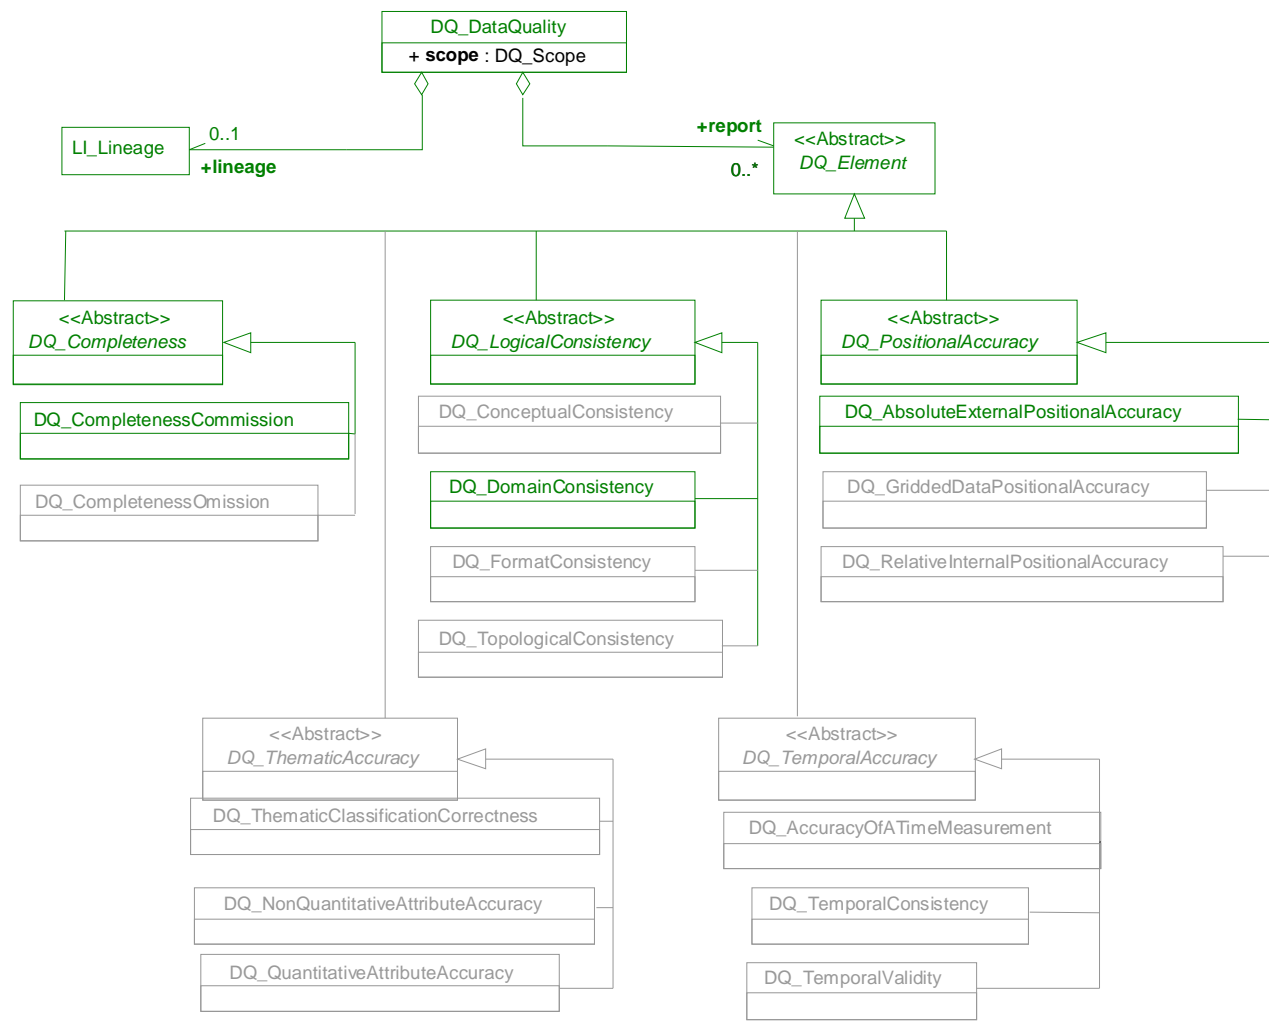 DQ_DataQuality
+ scope : DQ_Scope
LI_Lineage
0..1
+lineage
+report
0..*
<<Abstract>>
DQ_Element
<<Abstract>>
DQ_Completeness
<<Abstract>>
DQ_LogicalConsistency
<<Abstract>>
DQ_PositionalAccuracy
DQ_CompletenessCommission
DQ_CompletenessOmission
DQ_ConceptualConsistency
DQ_DomainConsistency
DQ_FormatConsistency
DQ_TopologicalConsistency
DQ_AbsoluteExternalPositionalAccuracy
DQ_GriddedDataPositionalAccuracy
DQ_RelativeInternalPositionalAccuracy
<<Abstract>>
DQ_ThematicAccuracy
DQ_ThematicClassificationCorrectness
DQ_NonQuantitativeAttributeAccuracy
DQ_QuantitativeAttributeAccuracy
<<Abstract>>
DQ_TemporalAccuracy
DQ_AccuracyOfATimeMeasurement
DQ_TemporalConsistency
DQ_TemporalValidity